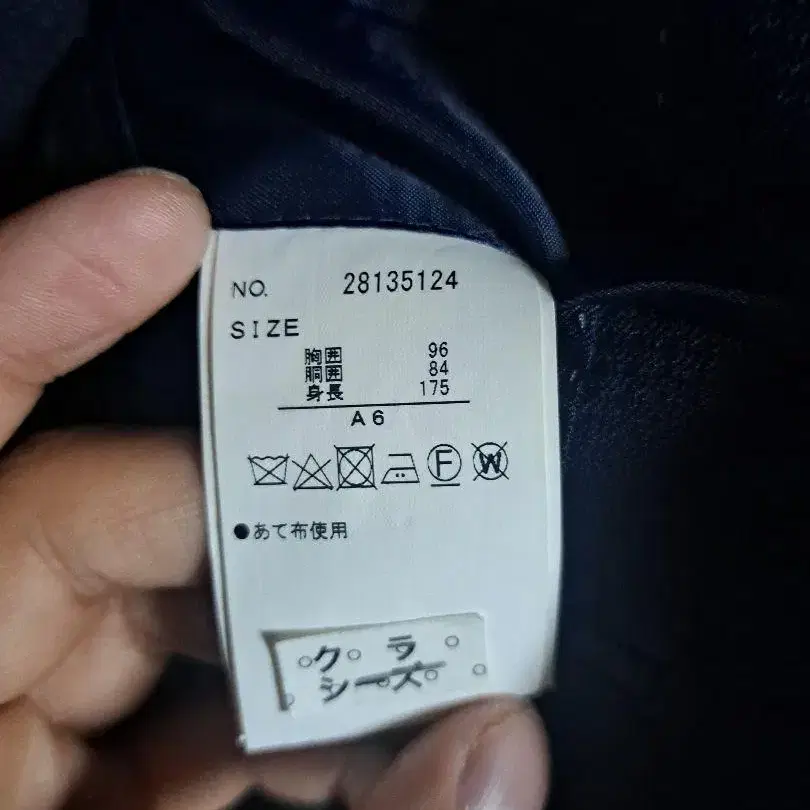 NO. 28135124
SIZE
胸囲 96
胴囲 84
身長 175
A6
F W
●あて布使用
クラ
シーズ